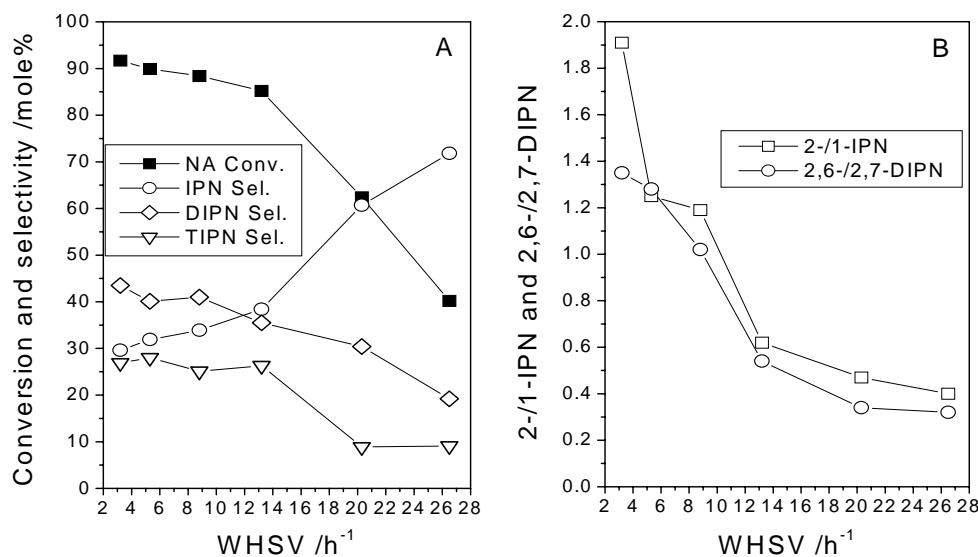 Conversion and selectivity /mole%
100
90
80
70
60
50
40
30
20
10
0
A
NA Conv.
IPN Sel.
DIPN Sel.
TIPN Sel.
2 4 6 8 10 12 14 16 18 20 22 24 26 28
WHSV /h⁻¹
2-/1-IPN and 2,6-/2,7-DIPN
2.0
1.8
1.6
1.4
1.2
1.0
0.8
0.6
0.4
0.2
0.0
B
2-/1-IPN
2,6-/2,7-DIPN
2 4 6 8 10 12 14 16 18 20 22 24 26 28
WHSV /h⁻¹